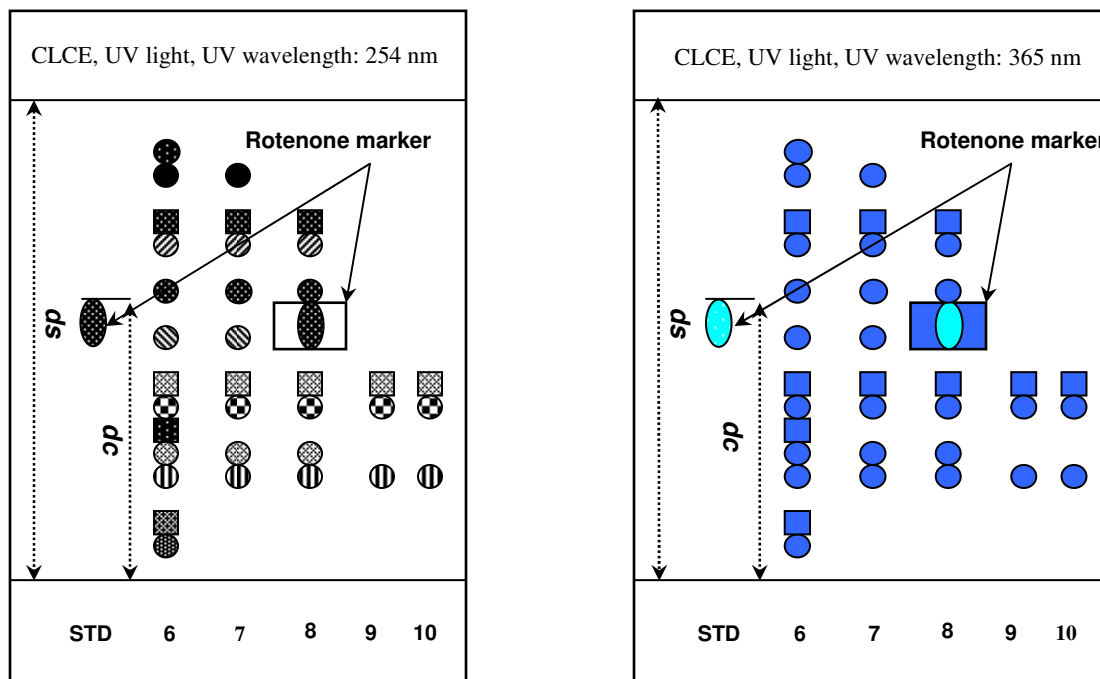 CLCE, UV light, UV wavelength: 254 nm
Rotenone marker
ds
dc
STD 6 7 8 9 10
CLCE, UV light, UV wavelength: 365 nm
Rotenone marker
ds
dc
STD 6 7 8 9 10